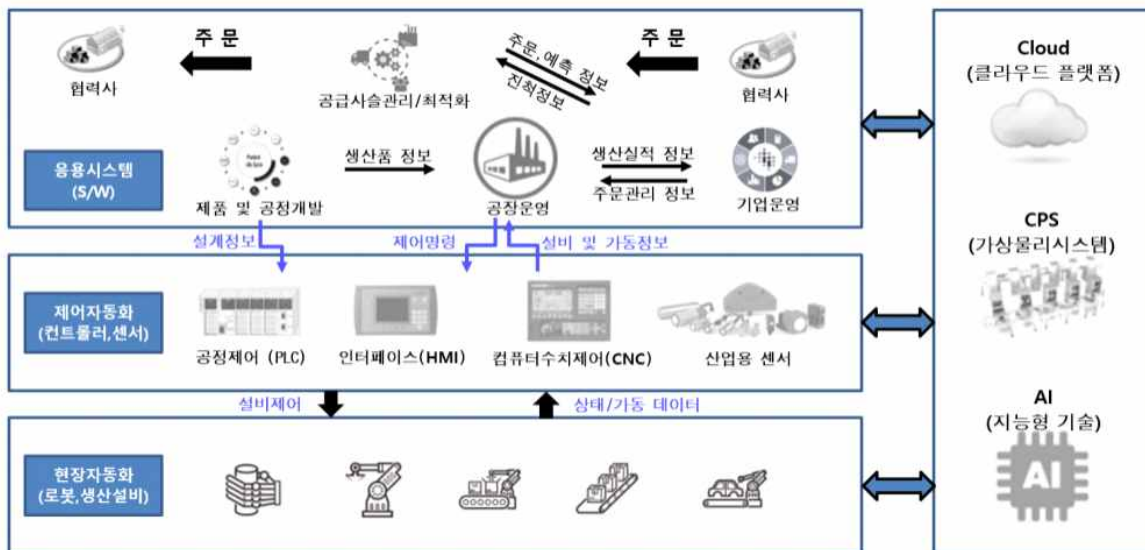 주 문
주 문
협력사
공급사슬관리/최적화
주문, 예측 정보
진척정보
협력사
응용시스템
(S/W)
제품 및 공정개발
생산품 정보
공장운영
생산실적 정보
주문관리 정보
기업운영
설계정보
제어명령
설비 및 가동정보
제어자동화
(컨트롤러,센서)
공정제어 (PLC)
인터페이스(HMI)
컴퓨터수치제어(CNC)
산업용 센서
설비제어
상태/가동 데이터
현장자동화
(로봇,생산설비)
Cloud
(클라우드 플랫폼)
CPS
(가상물리시스템)
AI
(지능형 기술)
AI